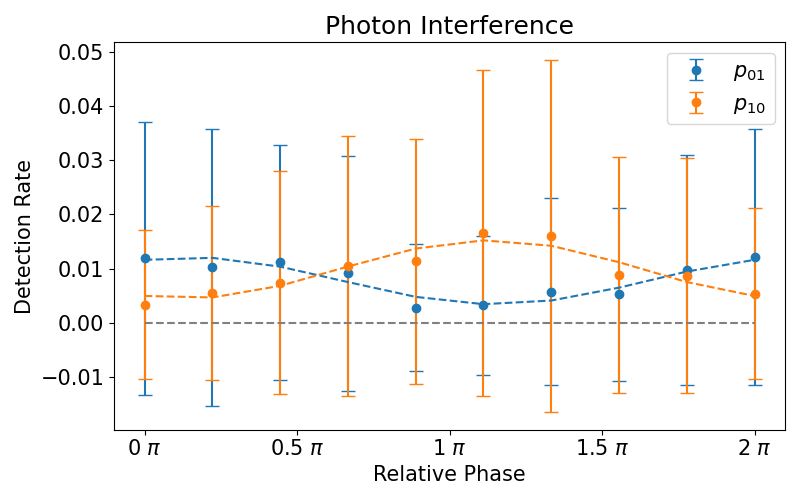 Photon Interference
0.05
0.04
0.03
0.02
0.01
0.00
−0.01
Detection Rate
p01
p10
0 π
0.5 π
1 π
1.5 π
2 π
Relative Phase